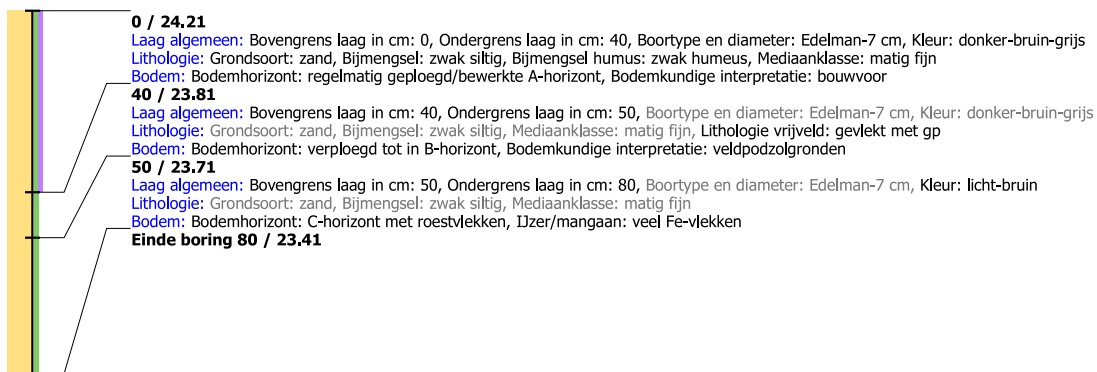 0 / 24.21
Laag algemeen: Bovengrens laag in cm: 0, Ondergrens laag in cm: 40, Boortype en diameter: Edelman-7 cm, Kleur: donker-bruin-grijs
Lithologie: Grondsoort: zand, Bijmengsel: zwak siltig, Bijmengsel humus: zwak humeus, Mediaanklasse: matig fijn
Bodem: Bodemhorizont: regelmatig geploegd/bewerkte A-horizont, Bodemkundige interpretatie: bouwvoor
40 / 23.81
Laag algemeen: Bovengrens laag in cm: 40, Ondergrens laag in cm: 50, Boortype en diameter: Edelman-7 cm, Kleur: donker-bruin-grijs
Lithologie: Grondsoort: zand, Bijmengsel: zwak siltig, Mediaanklasse: matig fijn, Lithologie vrijveld: gevlekt met gp
Bodem: Bodemhorizont: verploegd tot in B-horizont, Bodemkundige interpretatie: veldpodzolgronden
50 / 23.71
Laag algemeen: Bovengrens laag in cm: 50, Ondergrens laag in cm: 80, Boortype en diameter: Edelman-7 cm, Kleur: licht-bruin
Lithologie: Grondsoort: zand, Bijmengsel: zwak siltig, Mediaanklasse: matig fijn
Bodem: Bodemhorizont: C-horizont met roestvlekken, IJzer/mangaan: veel Fe-vlekken
Einde boring 80 / 23.41